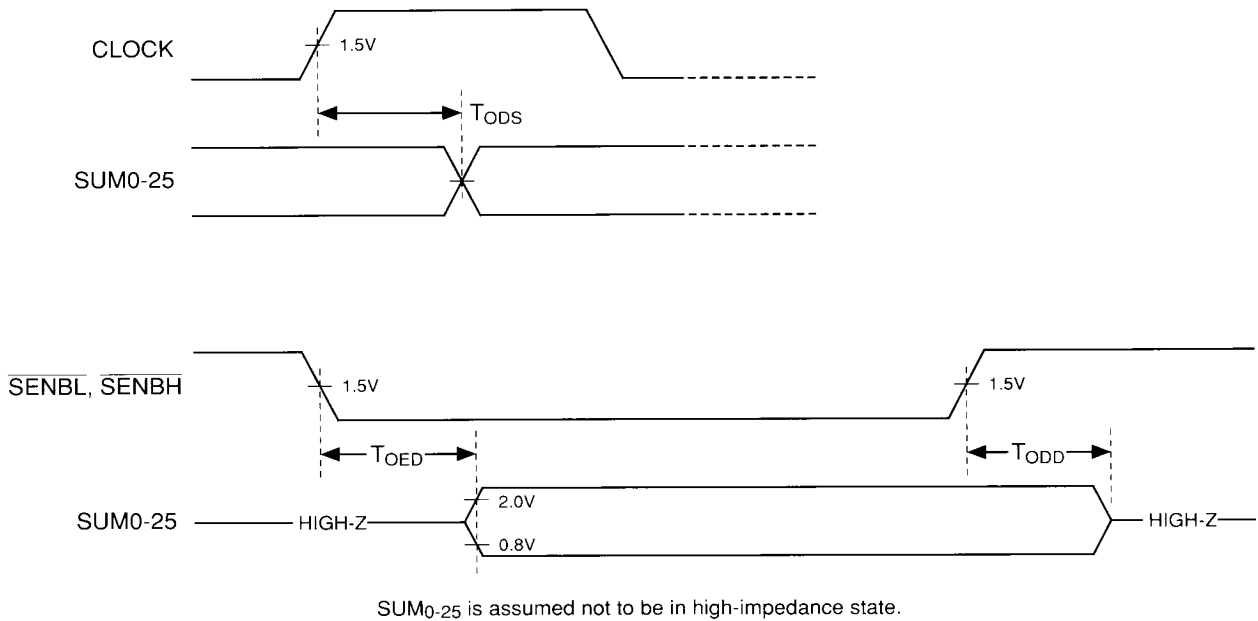 CLOCK
1.5V
TODS
SUM0-25
SENBL, SENBH
1.5V
1.5V
TOED
TODD
SUM0-25
HIGH-Z
2.0V
0.8V
HIGH-Z
SUM0-25 is assumed not to be in high-impedance state.